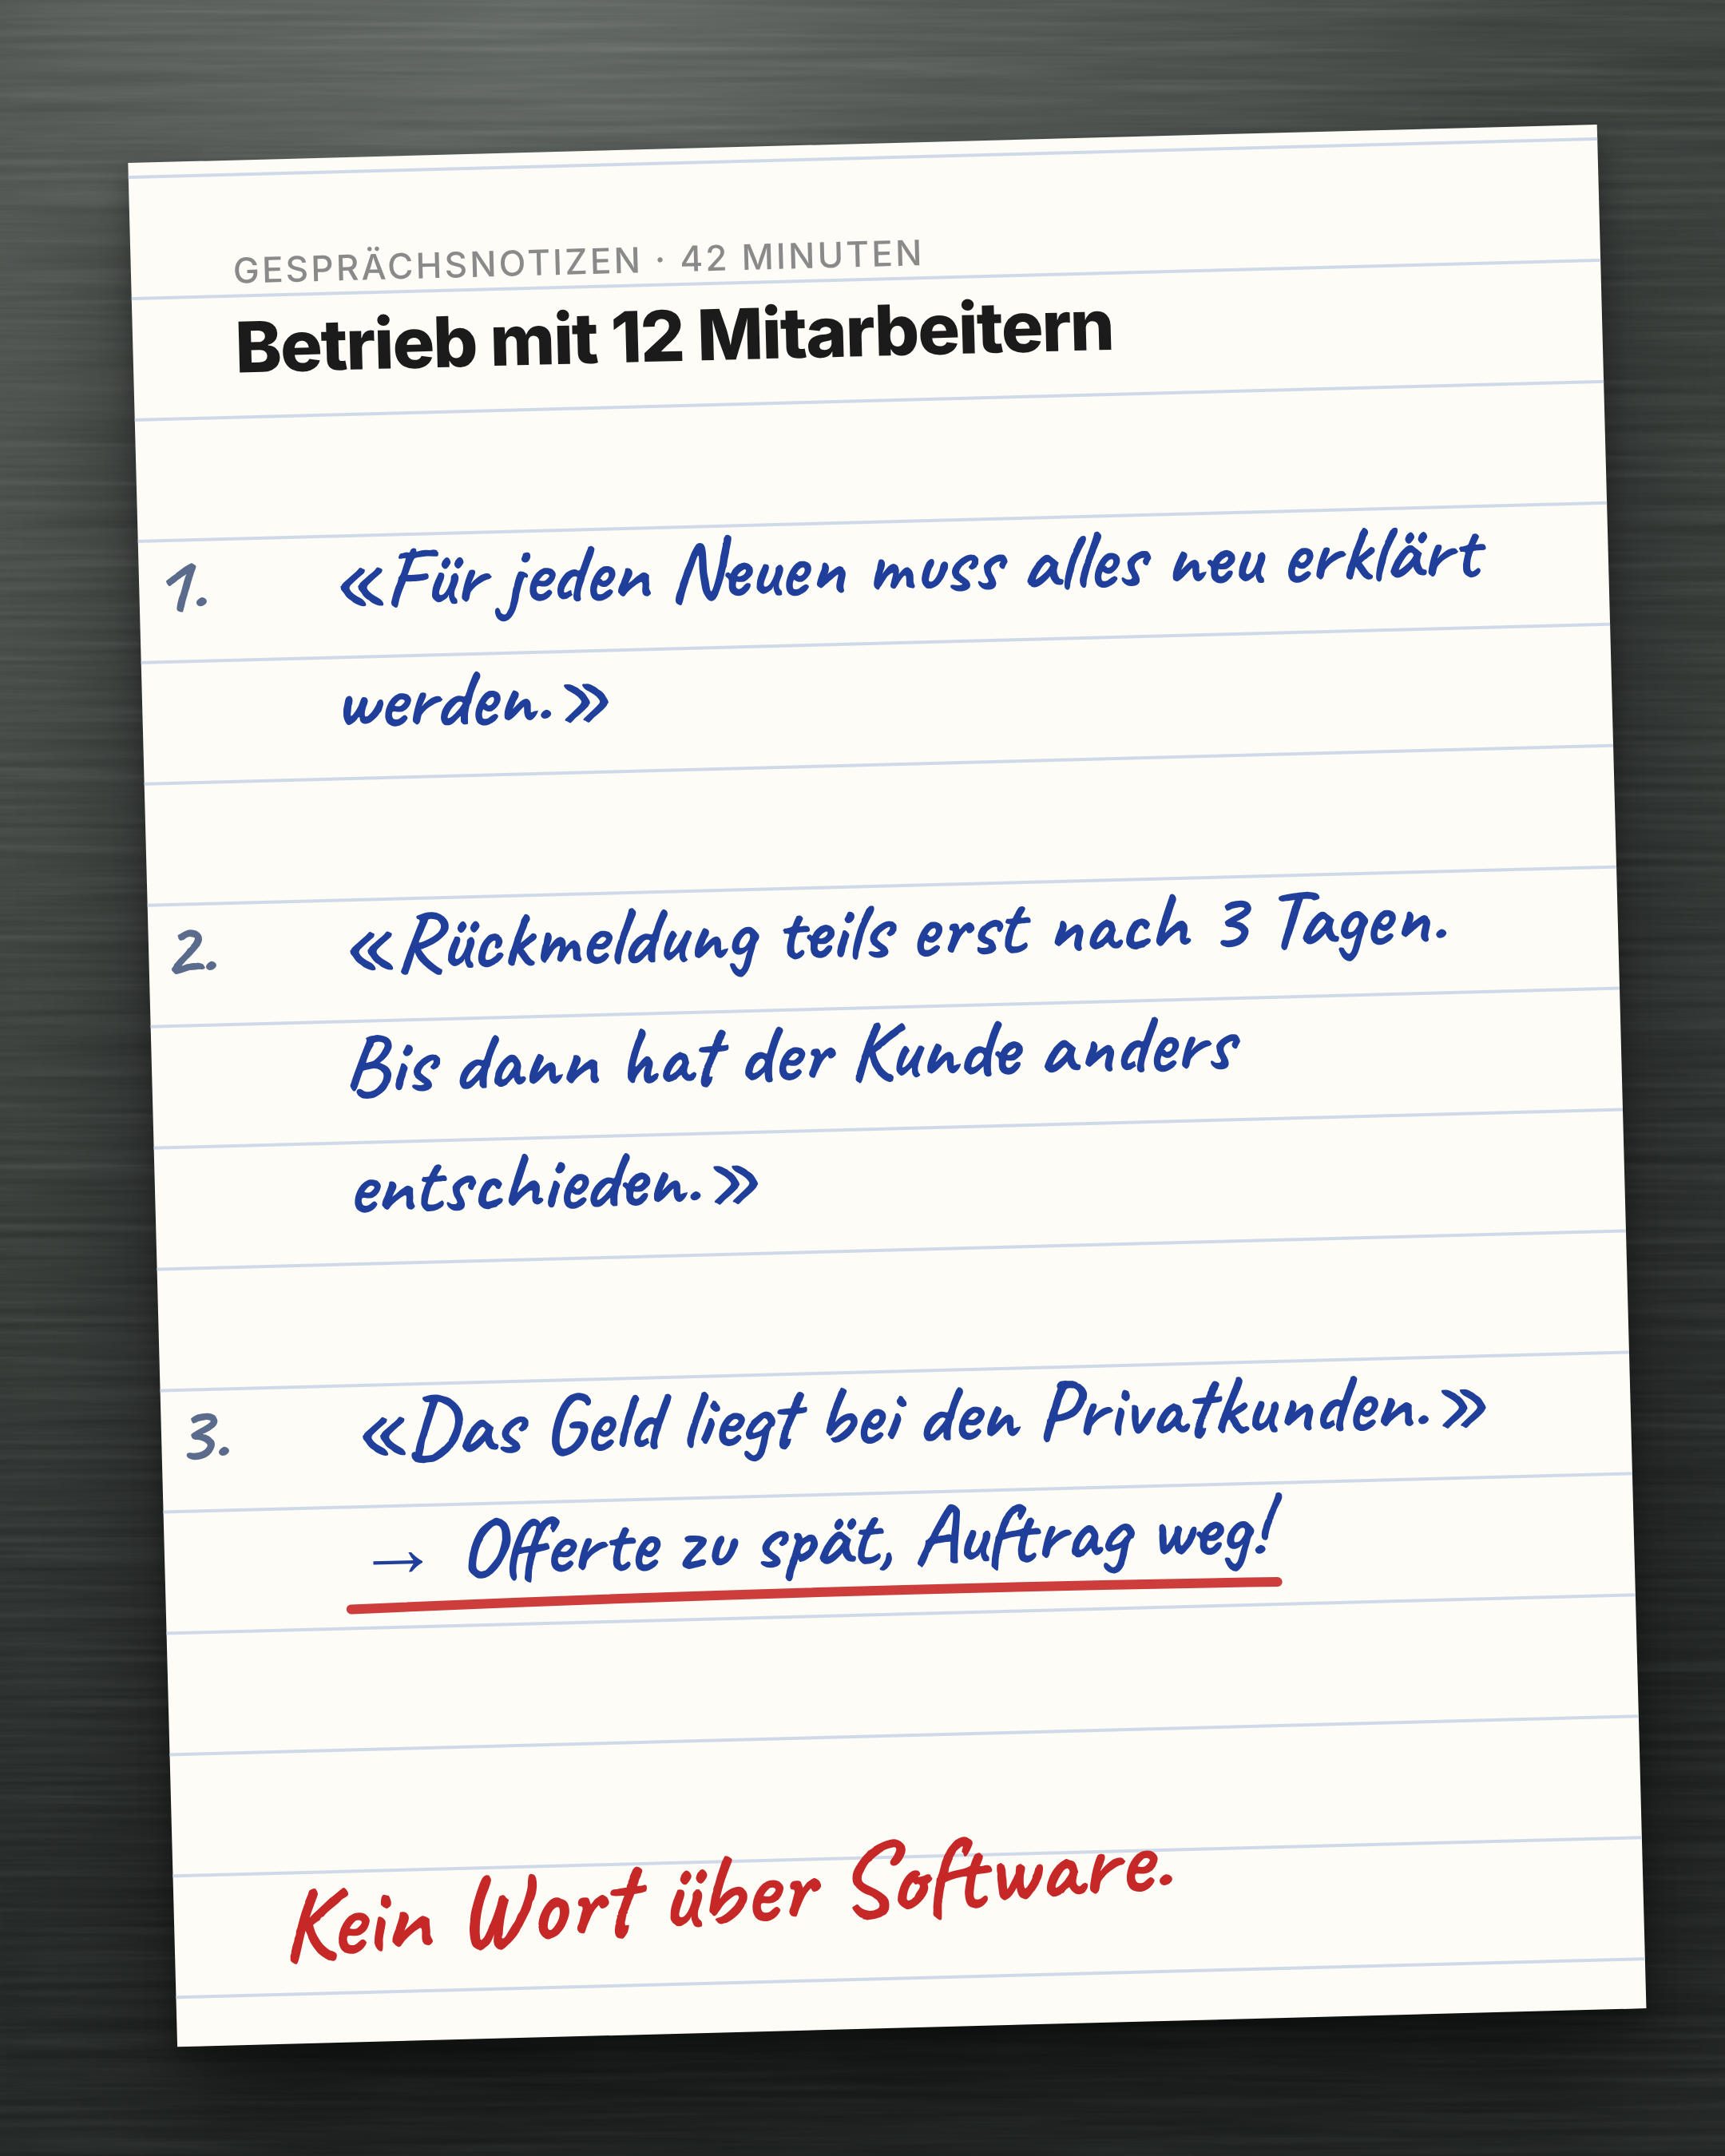 GESPRÄCHSNOTIZEN · 42 MINUTEN
Betrieb mit 12 Mitarbeitern
1. «Für jeden Neuen muss alles neu erklärt
werden.»
2. «Rückmeldung teils erst nach 3 Tagen.
Bis dann hat der Kunde anders
entschieden.»
3. «Das Geld liegt bei den Privatkunden.»
→ Offerte zu spät, Auftrag weg!
Kein Wort über Software.